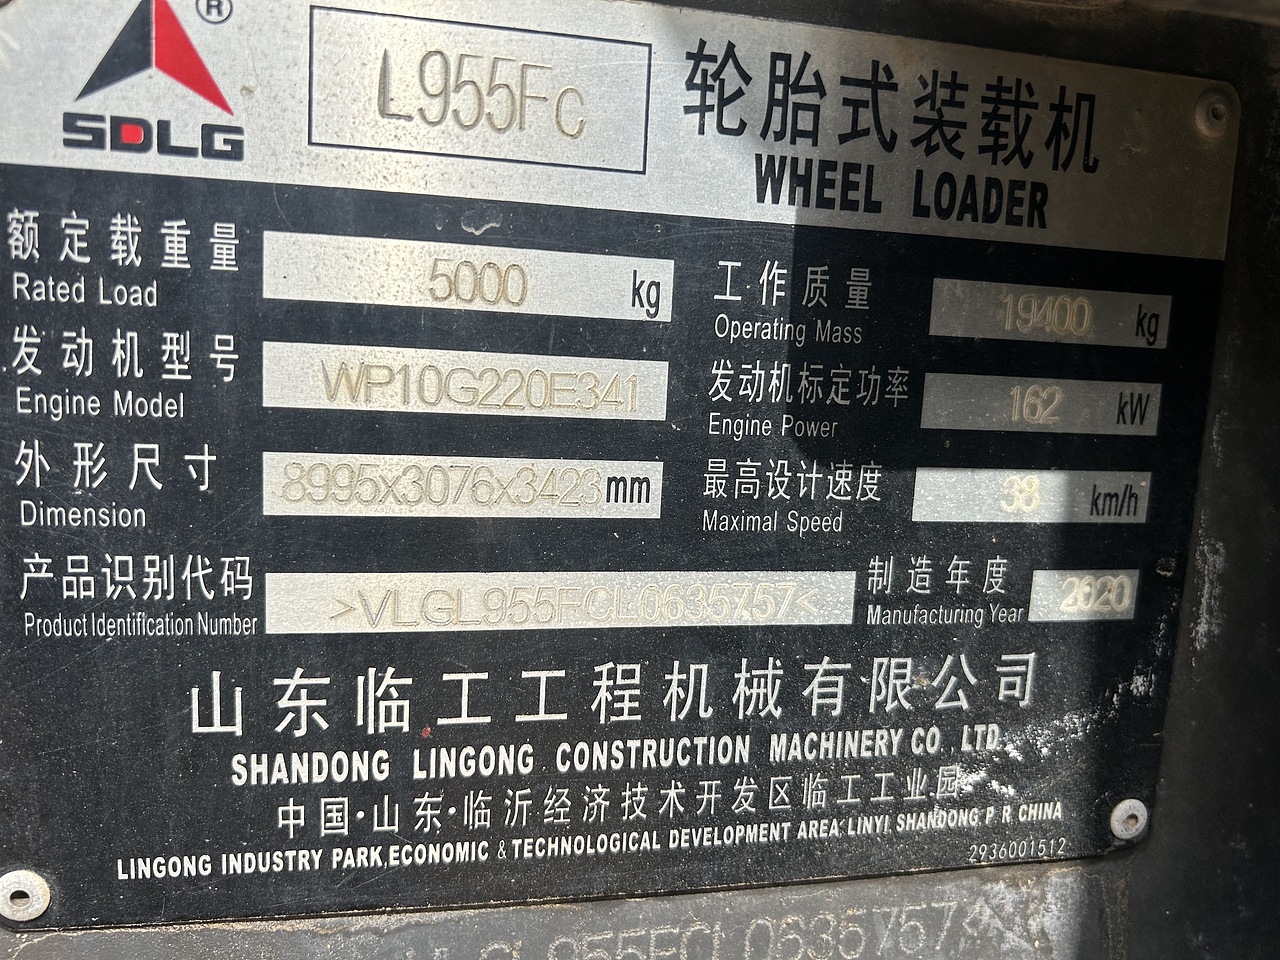 ®
SDLG
L955FC
轮胎式装载机
WHEEL LOADER
额定载重量
Rated Load
5000 kg
工作质量
Operating Mass
19400 kg
发动机型号
Engine Model
WP10G220E341
发动机标定功率
Engine Power
162 kW
外形尺寸
Dimension
8995x3076x3423mm
最高设计速度
Maximal Speed
38 km/h
产品识别代码
Product Identification Number
>VLGL955FCL0635757<
制造年度
Manufacturing Year
2020
山东临工工程机械有限公司
SHANDONG LINGONG CONSTRUCTION MACHINERY CO LTD.
中国·山东·临沂经济技术开发区临工工业园
LINGONG INDUSTRY PARK,ECONOMIC & TECHNOLOGICAL DEVELOPMENT AREA LINYI SHANDONG P R CHINA
2936001512
LGL955FCL0635757<